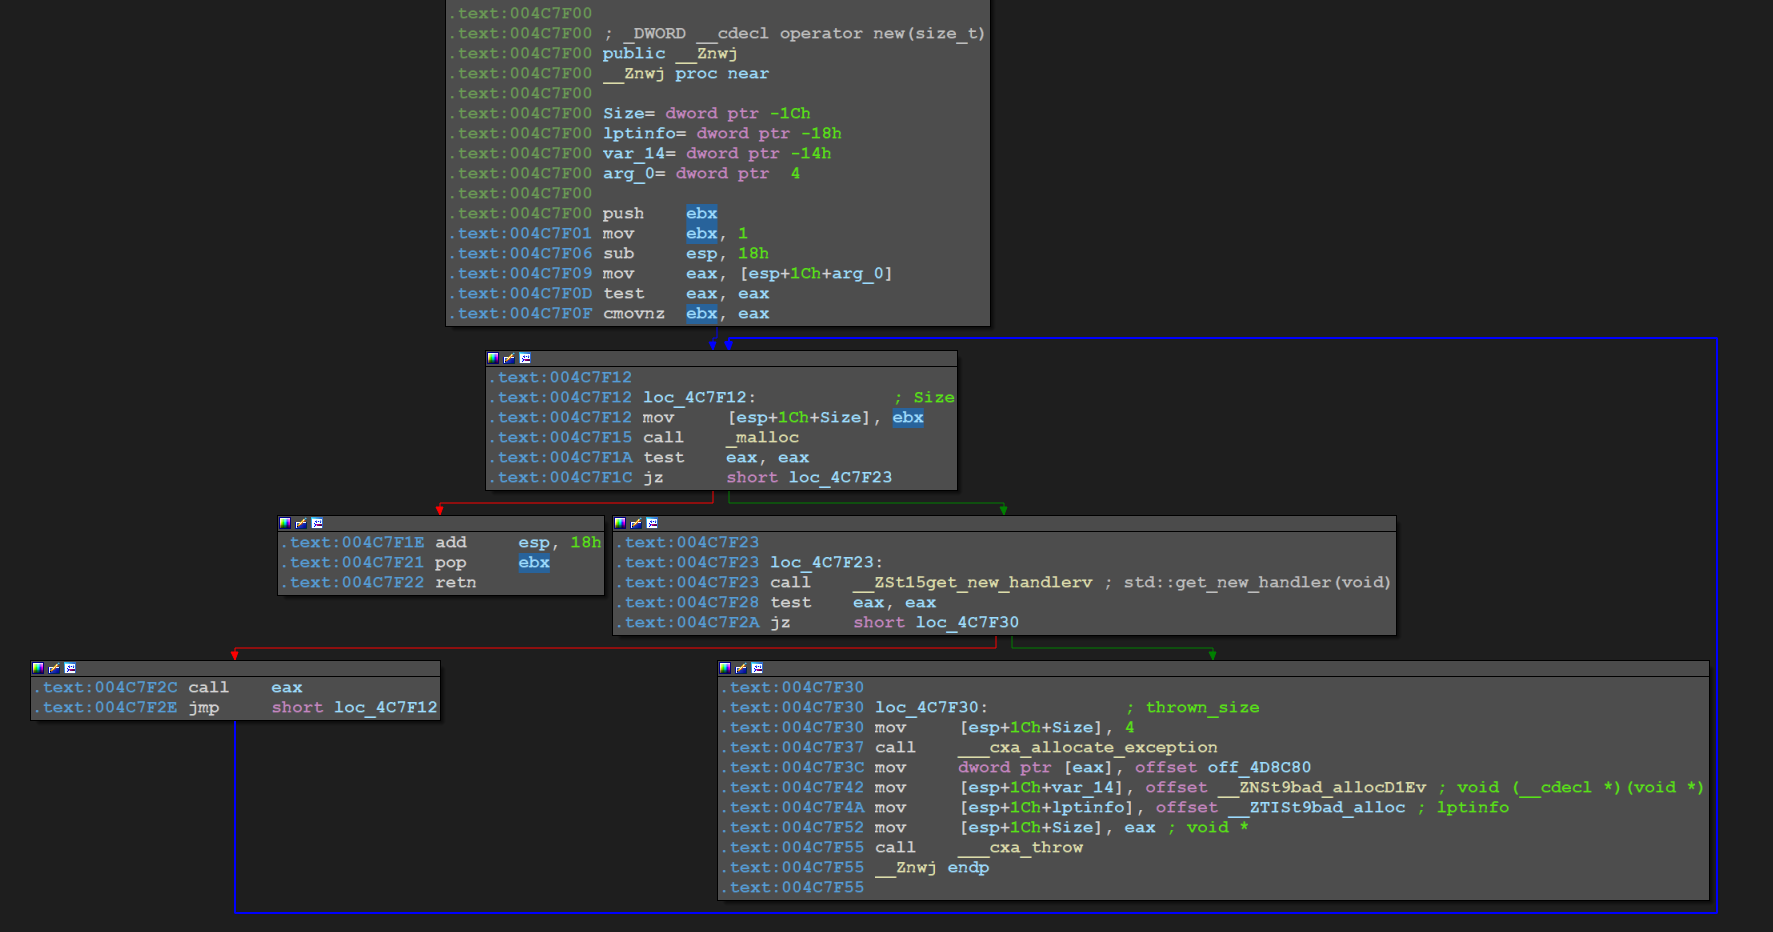 .text:004C7F00
.text:004C7F00 ; _DWORD __cdecl operator new(size_t)
.text:004C7F00 public __Znwj
.text:004C7F00 __Znwj proc near
.text:004C7F00
.text:004C7F00 Size= dword ptr -1Ch
.text:004C7F00 lptinfo= dword ptr -18h
.text:004C7F00 var_14= dword ptr -14h
.text:004C7F00 arg_0= dword ptr  4
.text:004C7F00
.text:004C7F00 push    ebx
.text:004C7F01 mov     ebx, 1
.text:004C7F06 sub     esp, 18h
.text:004C7F09 mov     eax, [esp+1Ch+arg_0]
.text:004C7F0D test    eax, eax
.text:004C7F0F cmovnz  ebx, eax
.text:004C7F12
.text:004C7F12 loc_4C7F12:             ; Size
.text:004C7F12 mov     [esp+1Ch+Size], ebx
.text:004C7F15 call    _malloc
.text:004C7F1A test    eax, eax
.text:004C7F1C jz      short loc_4C7F23
.text:004C7F1E add     esp, 18h
.text:004C7F21 pop     ebx
.text:004C7F22 retn
.text:004C7F23
.text:004C7F23 loc_4C7F23:
.text:004C7F23 call    __ZSt15get_new_handlerv ; std::get_new_handler(void)
.text:004C7F28 test    eax, eax
.text:004C7F2A jz      short loc_4C7F30
.text:004C7F2C call    eax
.text:004C7F2E jmp     short loc_4C7F12
.text:004C7F30
.text:004C7F30 loc_4C7F30:             ; thrown_size
.text:004C7F30 mov     [esp+1Ch+Size], 4
.text:004C7F37 call    ___cxa_allocate_exception
.text:004C7F3C mov     dword ptr [eax], offset off_4D8C80
.text:004C7F42 mov     [esp+1Ch+var_14], offset __ZNSt9bad_allocD1Ev ; void (__cdecl *)(void *)
.text:004C7F4A mov     [esp+1Ch+lptinfo], offset __ZTISt9bad_alloc ; lptinfo
.text:004C7F52 mov     [esp+1Ch+Size], eax ; void *
.text:004C7F55 call    ___cxa_throw
.text:004C7F55 __Znwj endp
.text:004C7F55